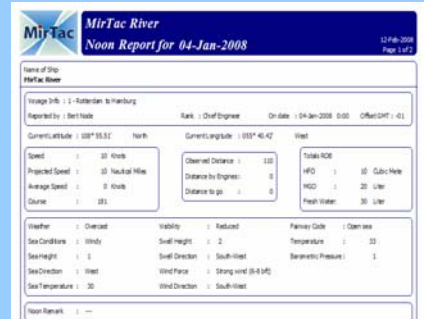 MirTac
MirTac River
Noon Report for 04-Jan-2008
12-Feb-2008
Page 1 of 2
Name of Ship
MirTac River
Voyage Info : 1 - Rotterdam to Hamburg
Reported by : Bert Node Rank : Chief Engineer On date : 04-Jan-2008 0:00 Offset GMT : -01
Current Latitude : 108° 55.51' North Current Longitude : 055° 40.42' West
Speed : 10 Knots
Projected Speed : 10 Nautical Miles
Average Speed : 0 Knots
Course : 181
Observed Distance : 110
Distance by Engines: 0
Distance to go : 0
Totals ROB
HFO : 10 Cubic Mete
MGO : 20 Liter
Fresh Water: 30 Liter
Weather : Overcast Visibility : Reduced Fairway Code : Open sea
Sea Conditions : Windy Swell Height : 2 Temperature : 33
Sea Height : 1 Swell Direction : South-West Barometric Pressure : 1
Sea Direction : West Wind Force : Strong wind (6-8 bft)
Sea Temperature : 30 Wind Direction : South-West
Noon Remark : ---